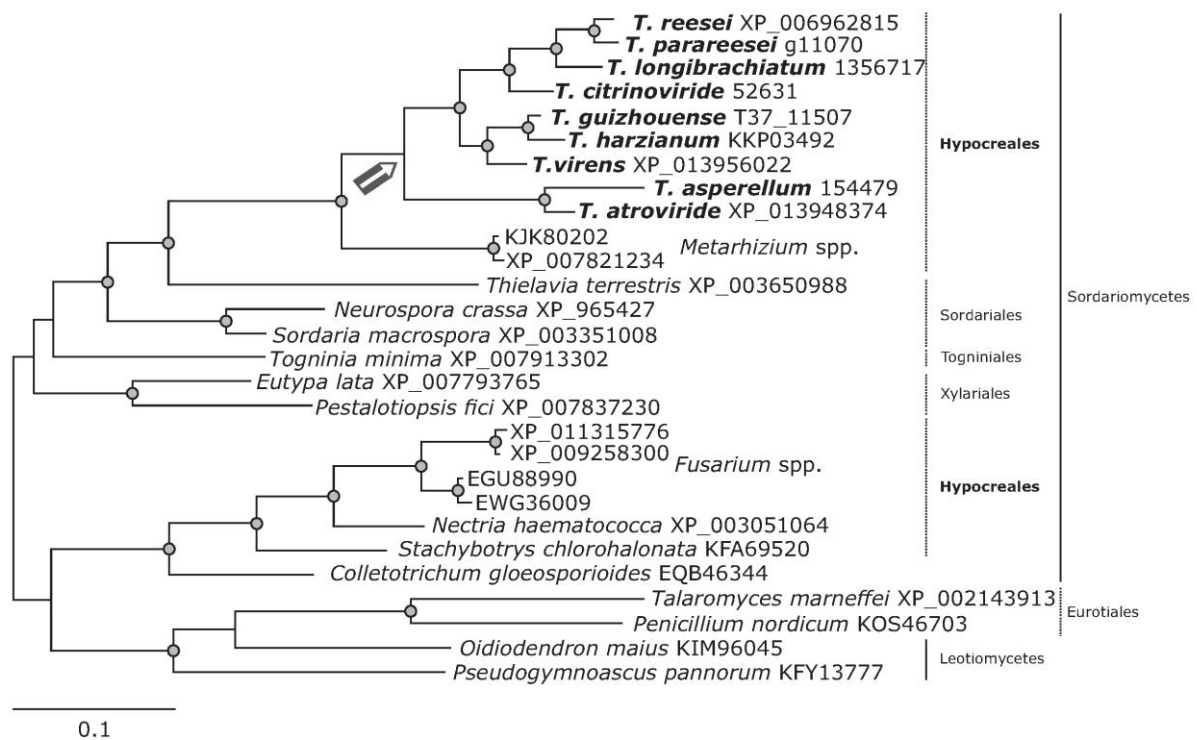 T. reesei XP_006962815
T. parareesei g11070
T. longibrachiatum 1356717
T. citrinoviride 52631
T. guizhouense T37_11507
T. harzianum KKP03492
Hypocreales
T.virens XP_013956022
T. asperellum 154479
T. atroviride XP_013948374
KJK80202
Metarhizium spp.
XP_007821234
Thielavia terrestris XP_003650988
Sordariomycetes
Neurospora crassa XP_965427
Sordariales
Sordaria macrospora XP_003351008
Togninia minima XP_007913302
Togniniales
Eutypa lata XP_007793765
Xylariales
Pestalotiopsis fici XP_007837230
XP_011315776
XP_009258300
Fusarium spp.
EGU88990
Hypocreales
EWG36009
Nectria haematococca XP_003051064
Stachybotrys chlorohalonata KFA69520
Colletotrichum gloeosporioides EQB46344
Talaromyces marneffei XP_002143913
Eurotiales
Penicillium nordicum KOS46703
Oidiodendron maius KIM96045
Leotiomycetes
Pseudogymnoascus pannorum KFY13777
0.1